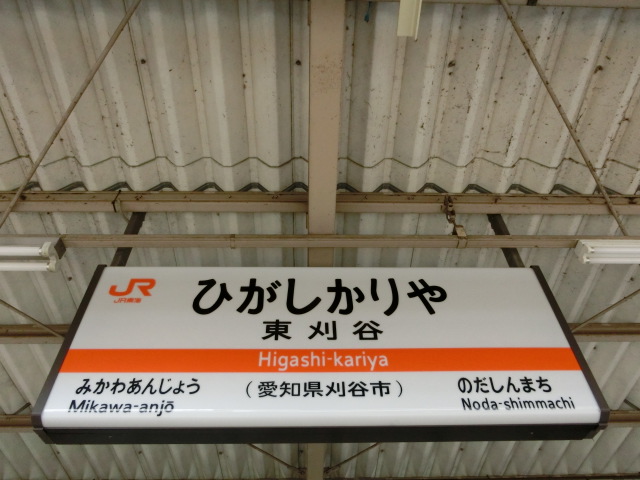 JR
JR東海
ひがしかりや
東刈谷
Higashi-kariya
みかわあんじょう
(愛知県刈谷市)
のだしんまち
Mikawa-anjō
Noda-shimmachi